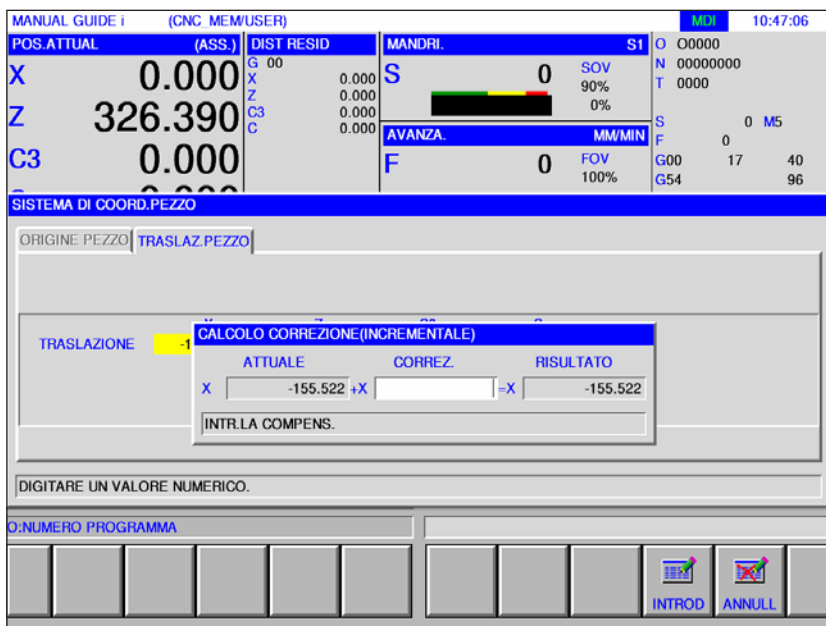 MANUAL GUIDE i (CNC_MEM/USER) MDI 10:47:06
POS.ATTUAL (ASS.) DIST RESID MANDRI. S1 O O0000
G 00 N 00000000
X 0.000 X 0.000 S 0 SOV 90% T 0000
Z 0.000 0%
Z 326.390 C3 0.000 S 0 M5
C 0.000 AVANZA. MM/MIN F 0
C3 0.000 F 0 FOV G00 17 40
100% G54 96
SISTEMA DI COORD.PEZZO
ORIGINE PEZZO TRASLAZ.PEZZO
TRASLAZIONE -1
CALCOLO CORREZIONE(INCREMENTALE)
ATTUALE CORREZ. RISULTATO
X -155.522 +X =X -155.522
INTR.LA COMPENS.
DIGITARE UN VALORE NUMERICO.
O:NUMERO PROGRAMMA
INTROD ANNULL